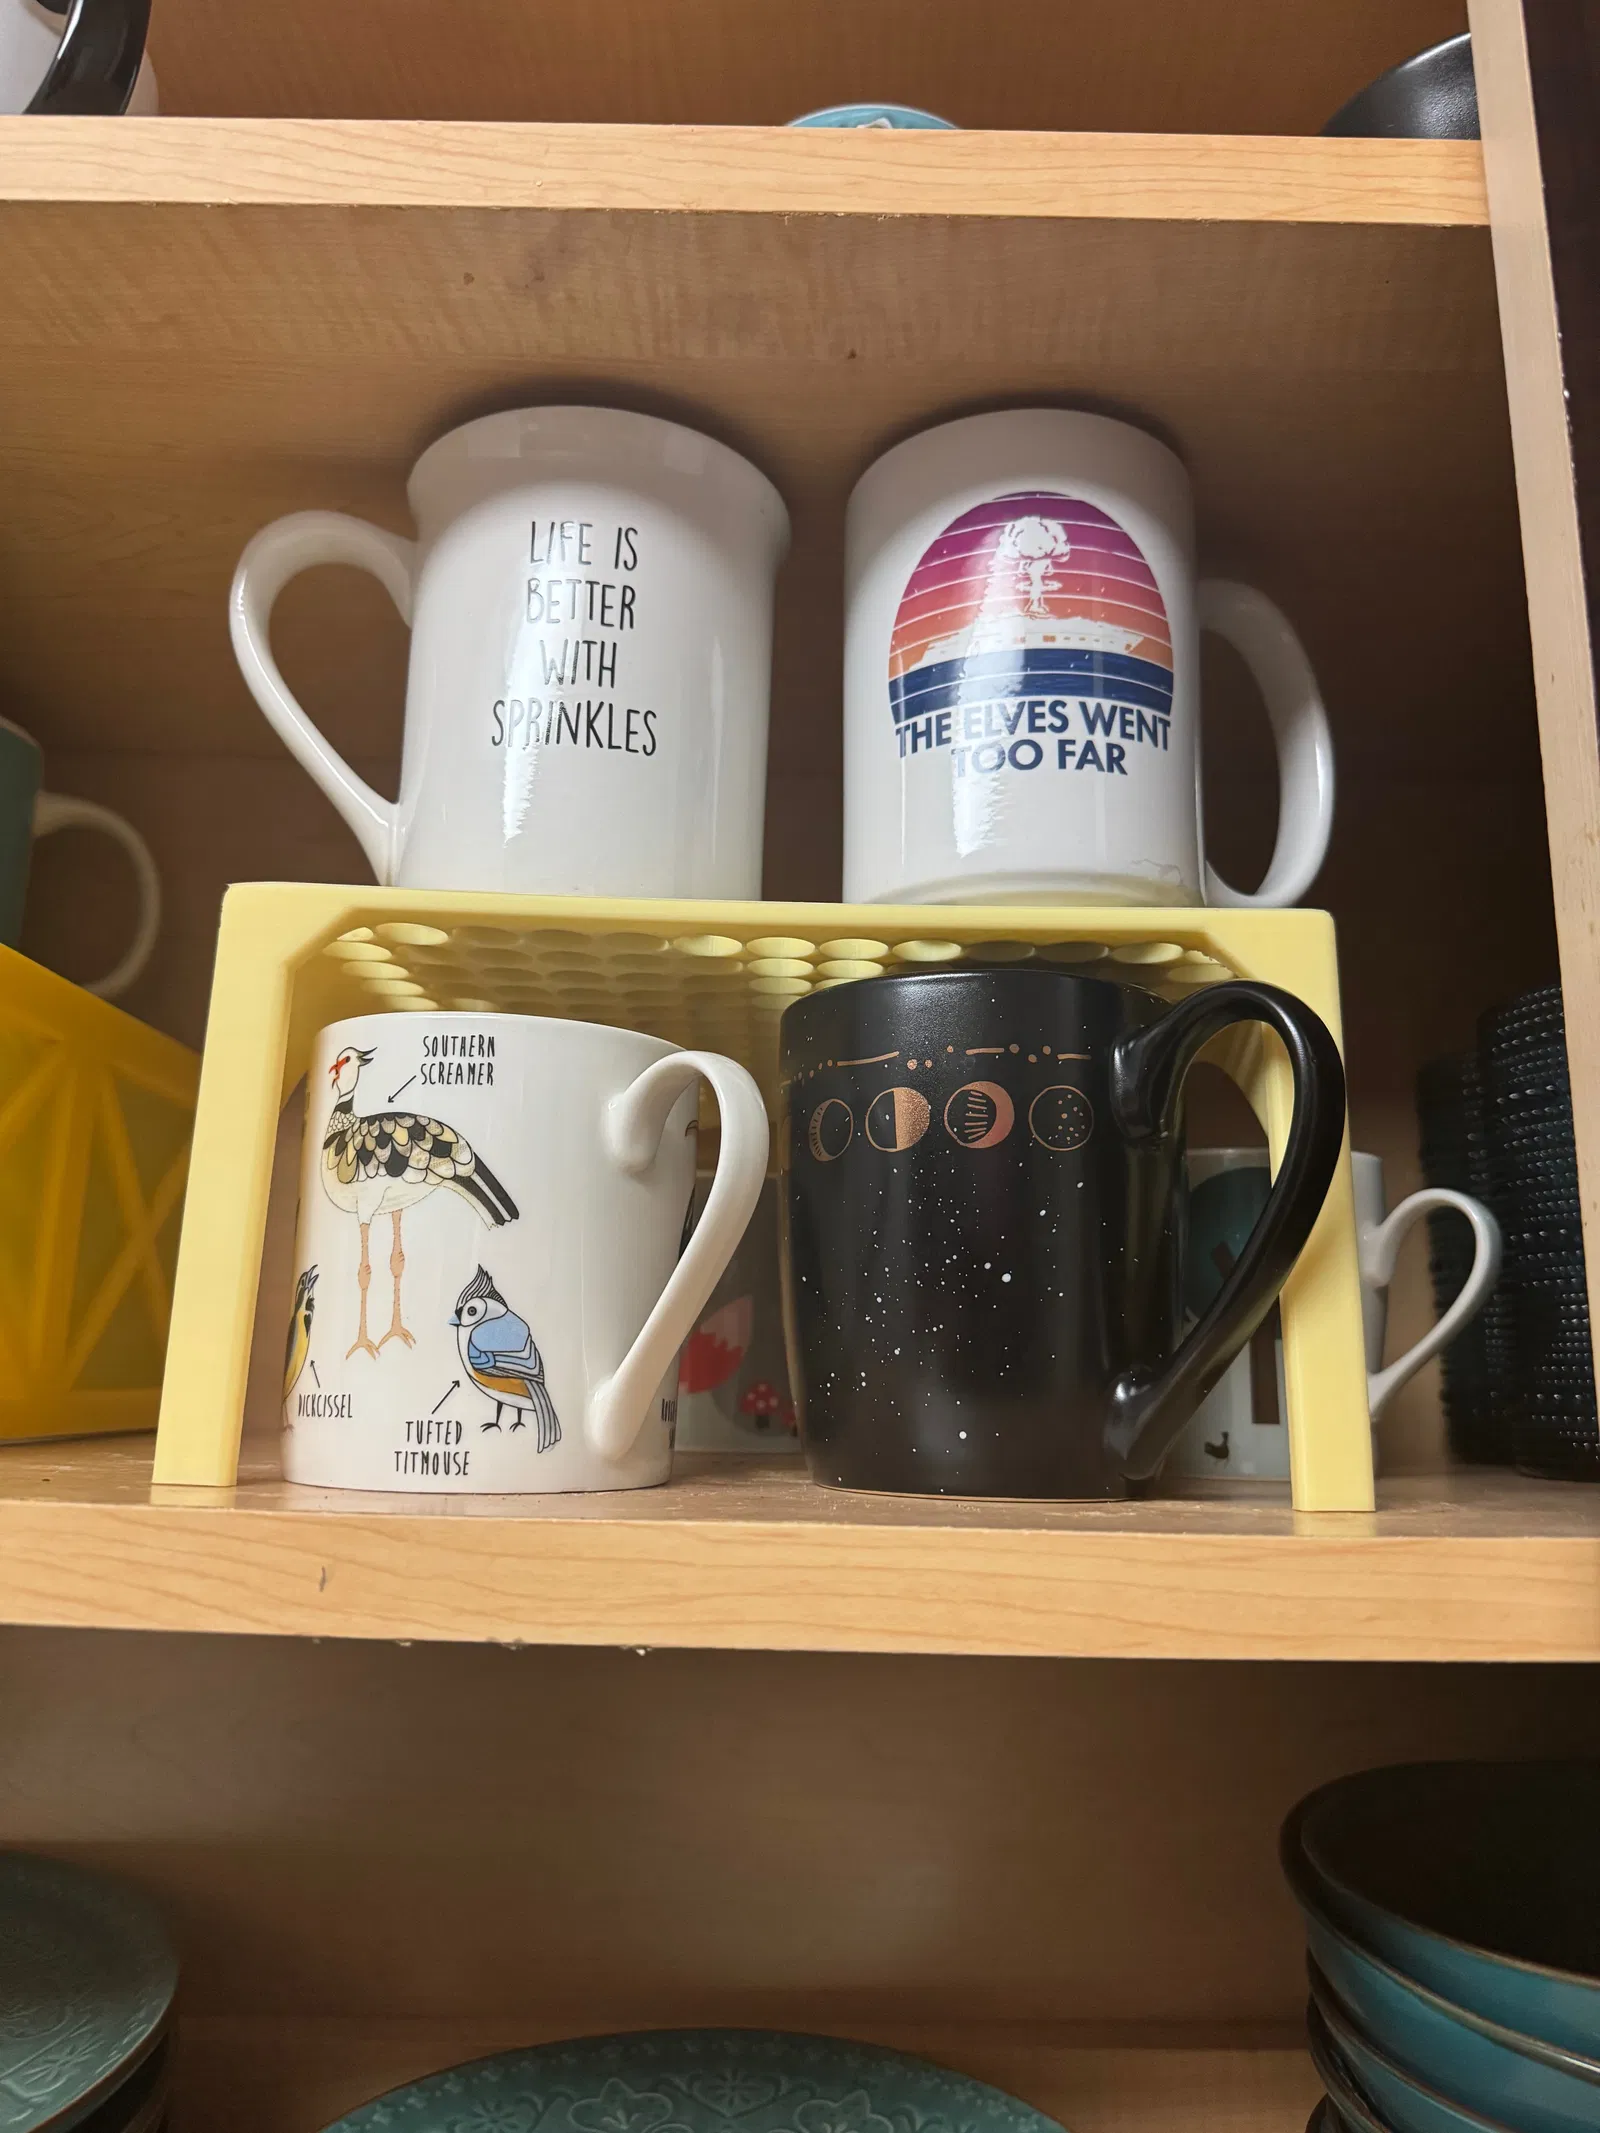 LIFE IS
BETTER
WITH
SPRINKLES
THE ELVES WENT
TOO FAR
SOUTHERN
SCREAMER
DICKCISSEL
TUFTED
TITMOUSE